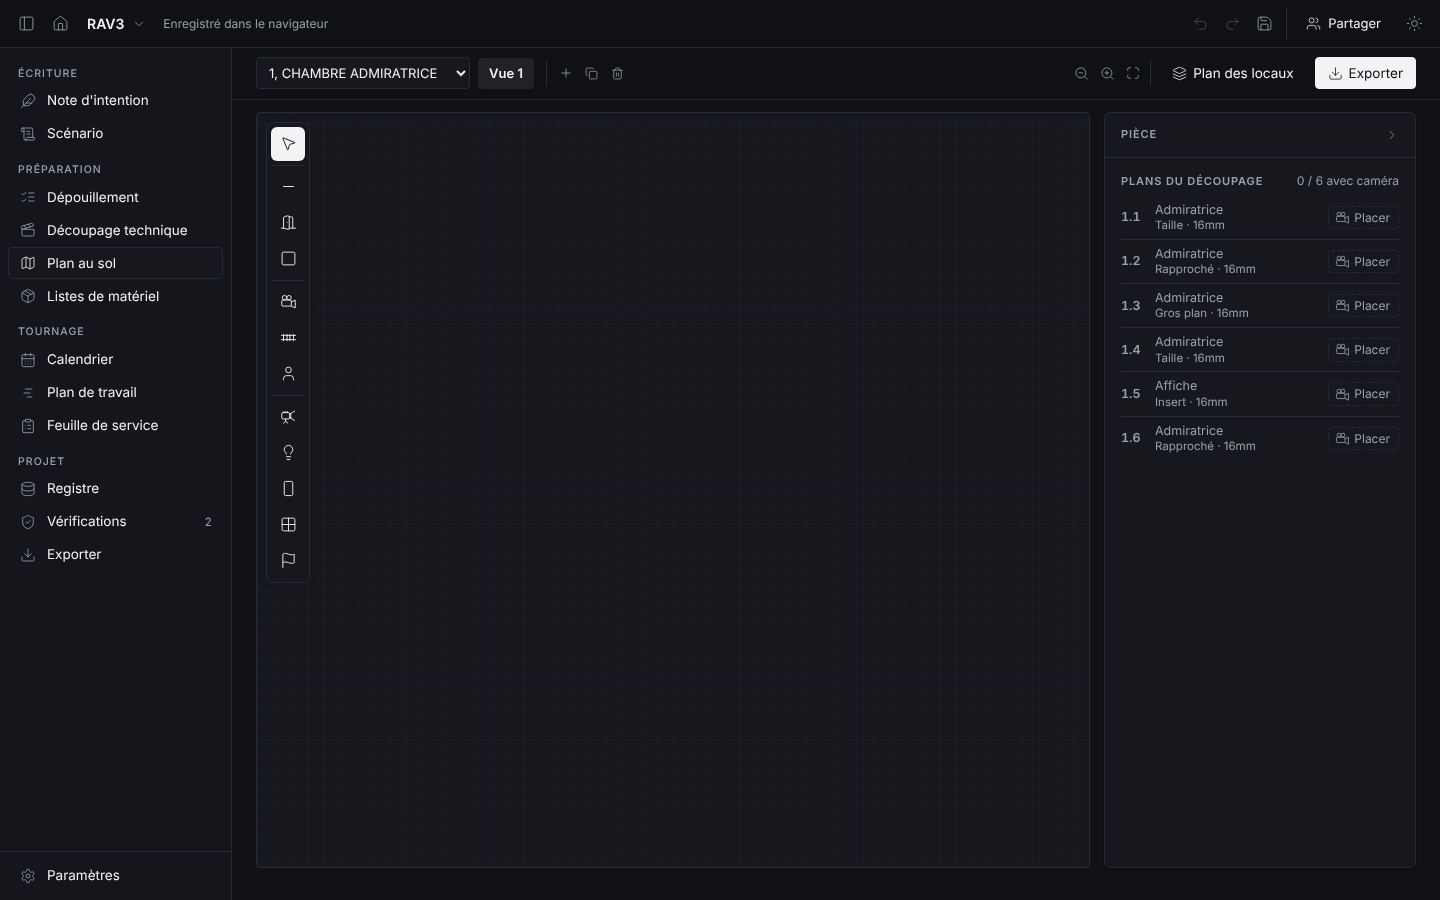 RAV3
Enregistré dans le navigateur
Partager
ÉCRITURE
Note d'intention
Scénario
PRÉPARATION
Dépouillement
Découpage technique
Plan au sol
Listes de matériel
TOURNAGE
Calendrier
Plan de travail
Feuille de service
PROJET
Registre
Vérifications 2
Exporter
Paramètres
1, CHAMBRE ADMIRATRICE
Vue 1
Plan des locaux
Exporter
PIÈCE
PLANS DU DÉCOUPAGE 0 / 6 avec caméra
1.1 Admiratrice Placer
Taille · 16mm
1.2 Admiratrice Placer
Rapproché · 16mm
1.3 Admiratrice Placer
Gros plan · 16mm
1.4 Admiratrice Placer
Taille · 16mm
1.5 Affiche Placer
Insert · 16mm
1.6 Admiratrice Placer
Rapproché · 16mm